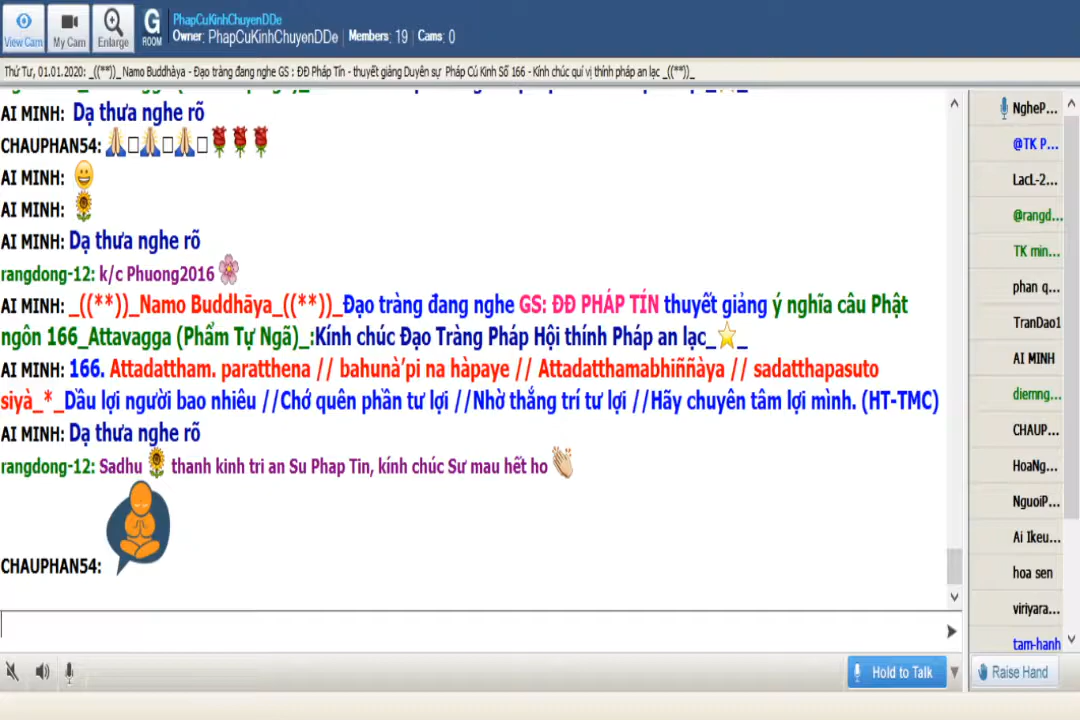 View Cam
My Cam
Enlarge
G
ROOM
PhapCuKinhChuyenDDe
Owner: PhapCuKinhChuyenDDe | Members: 19 | Cams: 0
Thứ Tư, 01.01.2020: _((**))_ Namo Buddhàya - Đạo tràng đang nghe GS : ĐĐ Pháp Tín - thuyết giảng Duyên sự Pháp Cú Kinh Số 166 - Kính chúc quí vị thính pháp an lạc _((**))_
AI MINH: Dạ thưa nghe rõ
CHAUPHAN54: 🙏□🙏□🙏□🌹🌹🌹
AI MINH: 😀
AI MINH: 🌻
AI MINH: Dạ thưa nghe rõ
rangdong-12: k/c Phuong2016 🌸
AI MINH: _((**))_Namo Buddhāya_((**))_Đạo tràng đang nghe GS: ĐĐ PHÁP TÍN thuyết giảng ý nghĩa câu Phật
ngôn 166_Attavagga (Phẩm Tự Ngã)_:Kính chúc Đạo Tràng Pháp Hội thính Pháp an lạc_⭐_
AI MINH: 166. Attadattham. paratthena // bahunà’pi na hàpaye // Attadatthamabhiññàya // sadatthapasuto
siyà_*_Dầu lợi người bao nhiêu //Chớ quên phần tư lợi //Nhờ thắng trí tư lợi //Hãy chuyên tâm lợi mình. (HT-TMC)
AI MINH: Dạ thưa nghe rõ
rangdong-12: Sadhu 🌻 thanh kinh tri an Su Phap Tin, kính chúc Sư mau hết ho 👏
CHAUPHAN54:
Hold to Talk
NgheP...
@TK P...
LacL-2...
@rangd...
TK min...
phan q...
TranDao1
AI MINH
diemng...
CHAUP...
HoaNg...
NguoiP...
Ai Ikeu...
hoa sen
viriyara...
tam-hanh
Raise Hand